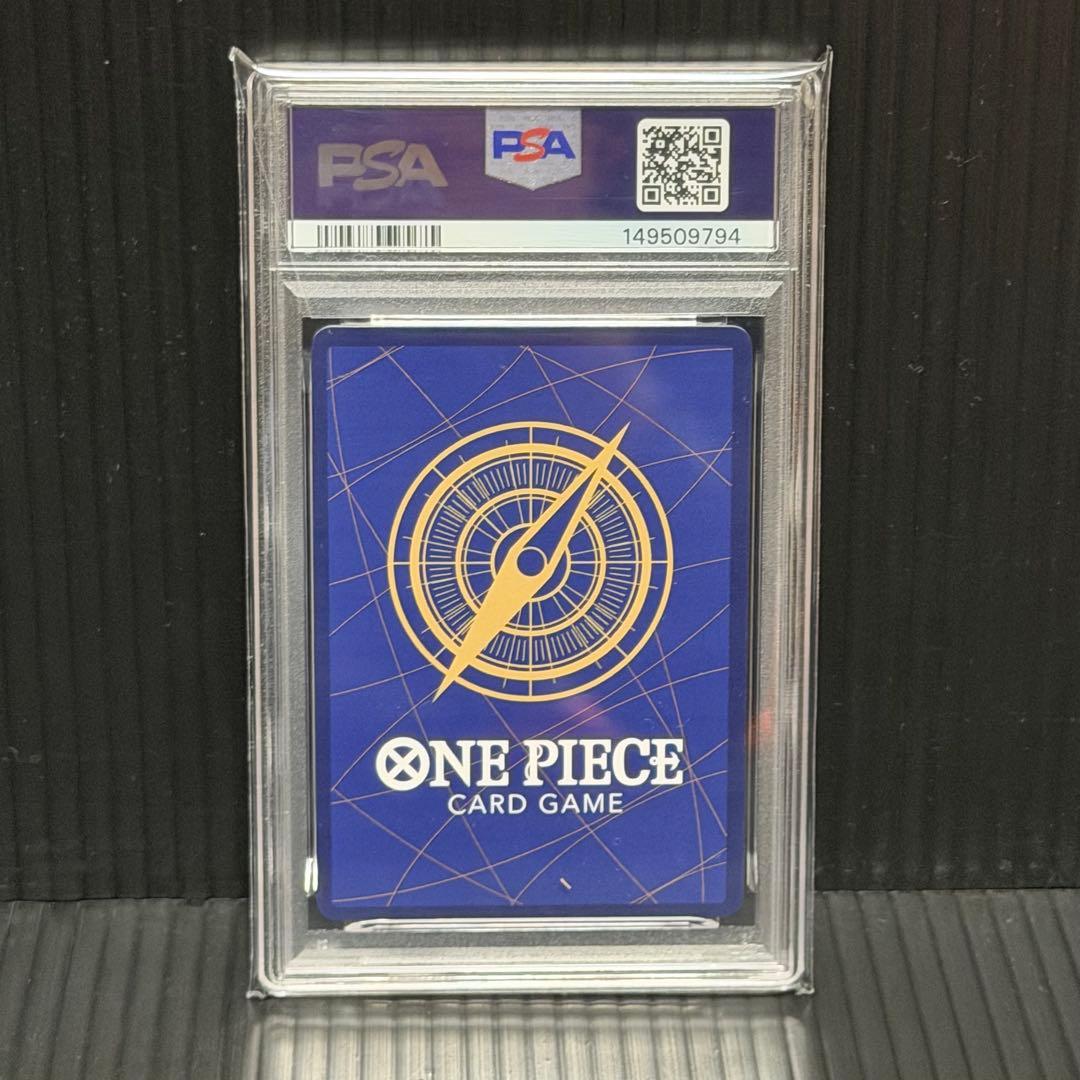 PSA
PSA
149509794
ONE PIECE
CARD GAME